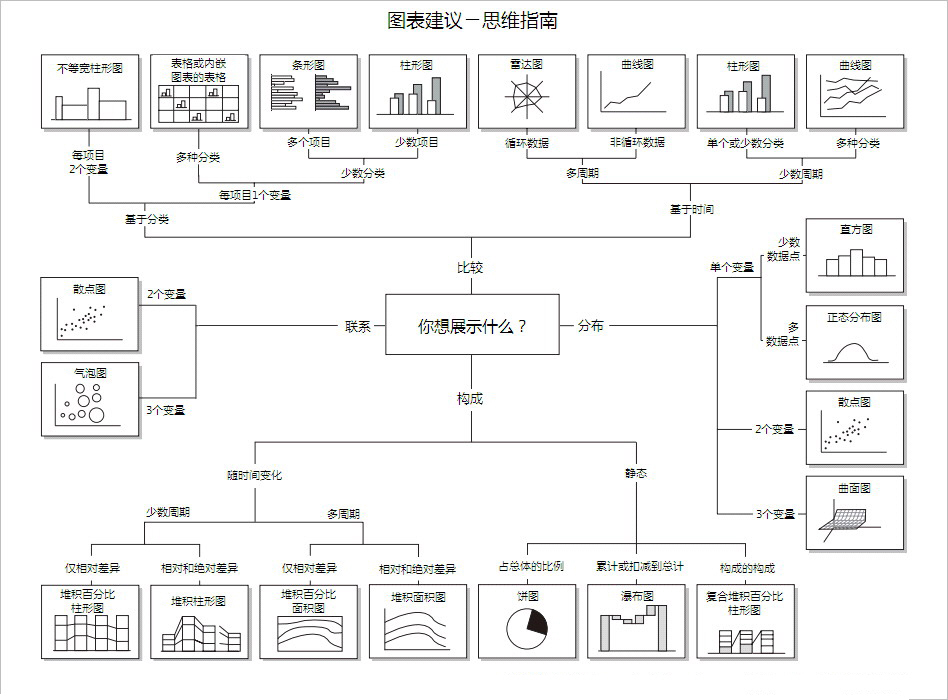 图表建议－思维指南
不等宽柱形图
表格或内嵌
图表的表格
条形图
柱形图
雷达图
曲线图
柱形图
曲线图
每项目
2个变量
多种分类
多个项目
少数项目
循环数据
非循环数据
单个或少数分类
多种分类
少数分类
多周期
少数周期
每项目1个变量
基于分类
基于时间
比较
你想展示什么？
联系
分布
构成
散点图
2个变量
气泡图
3个变量
单个变量
少数
数据点
直方图
多
数据点
正态分布图
2个变量
散点图
3个变量
曲面图
随时间变化
静态
少数周期
多周期
仅相对差异
相对和绝对差异
仅相对差异
相对和绝对差异
占总体的比例
累计或扣减到总计
构成的构成
堆积百分比
柱形图
堆积柱形图
堆积百分比
面积图
堆积面积图
饼图
瀑布图
复合堆积百分比
柱形图